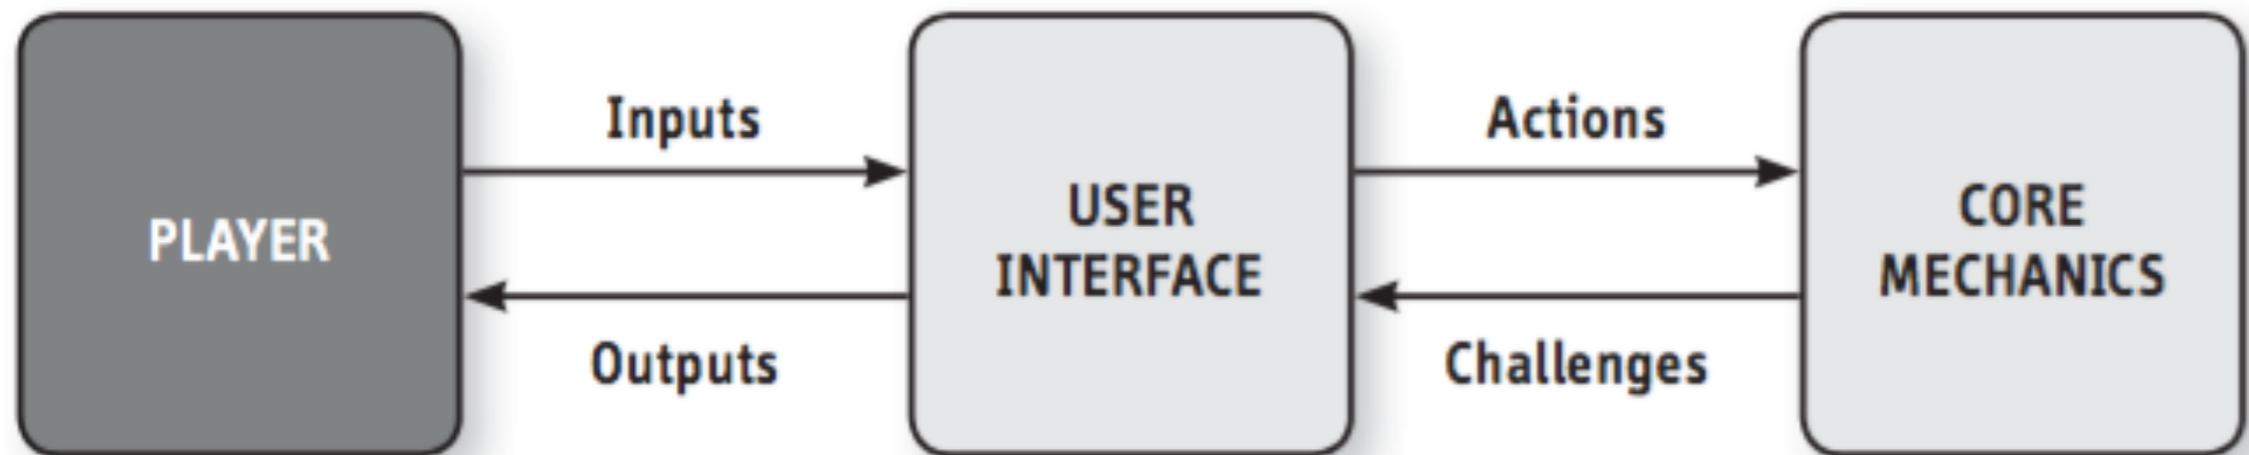 PLAYER
Inputs
Outputs
USER
INTERFACE
Actions
Challenges
CORE
MECHANICS